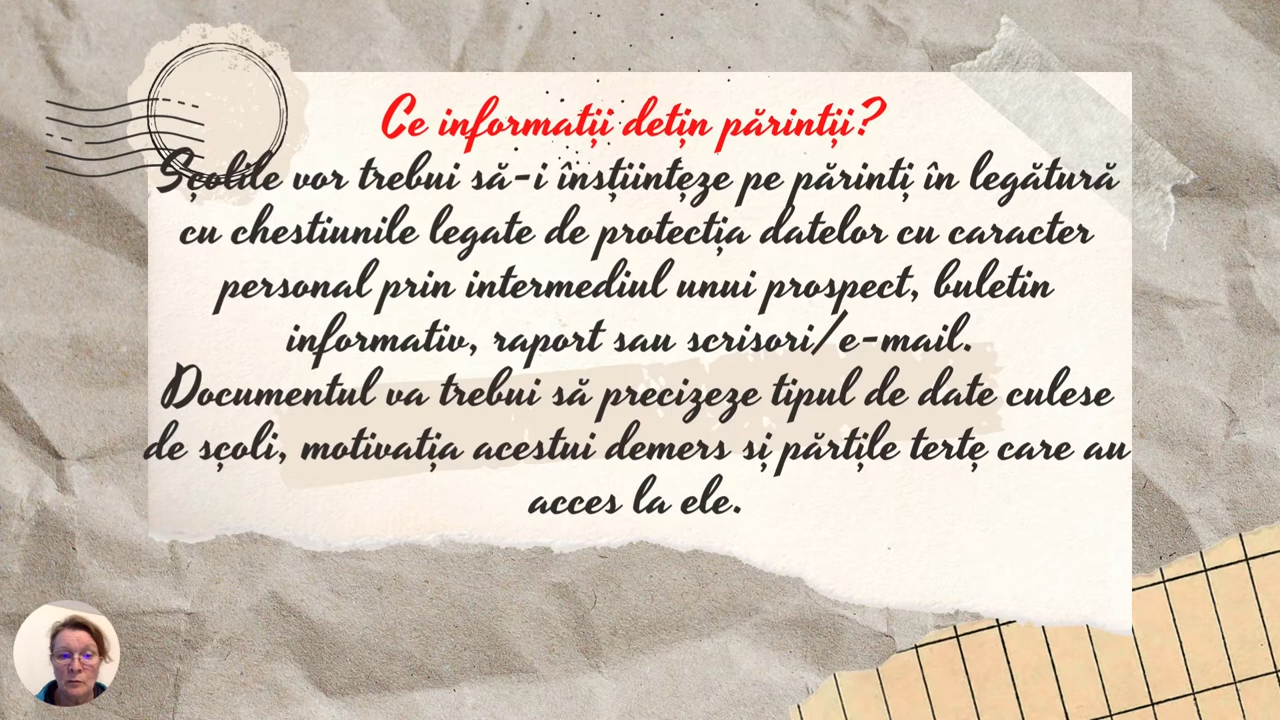 Ce informații dețin părinții?
Școlile vor trebui să-i înștiințeze pe părinți în legătură
cu chestiunile legate de protecția datelor cu caracter
personal prin intermediul unui prospect, buletin
informativ, raport sau scrisori/e-mail.
Documentul va trebui să precizeze tipul de date culese
de școli, motivația acestui demers și părțile terțe care au
acces la ele.